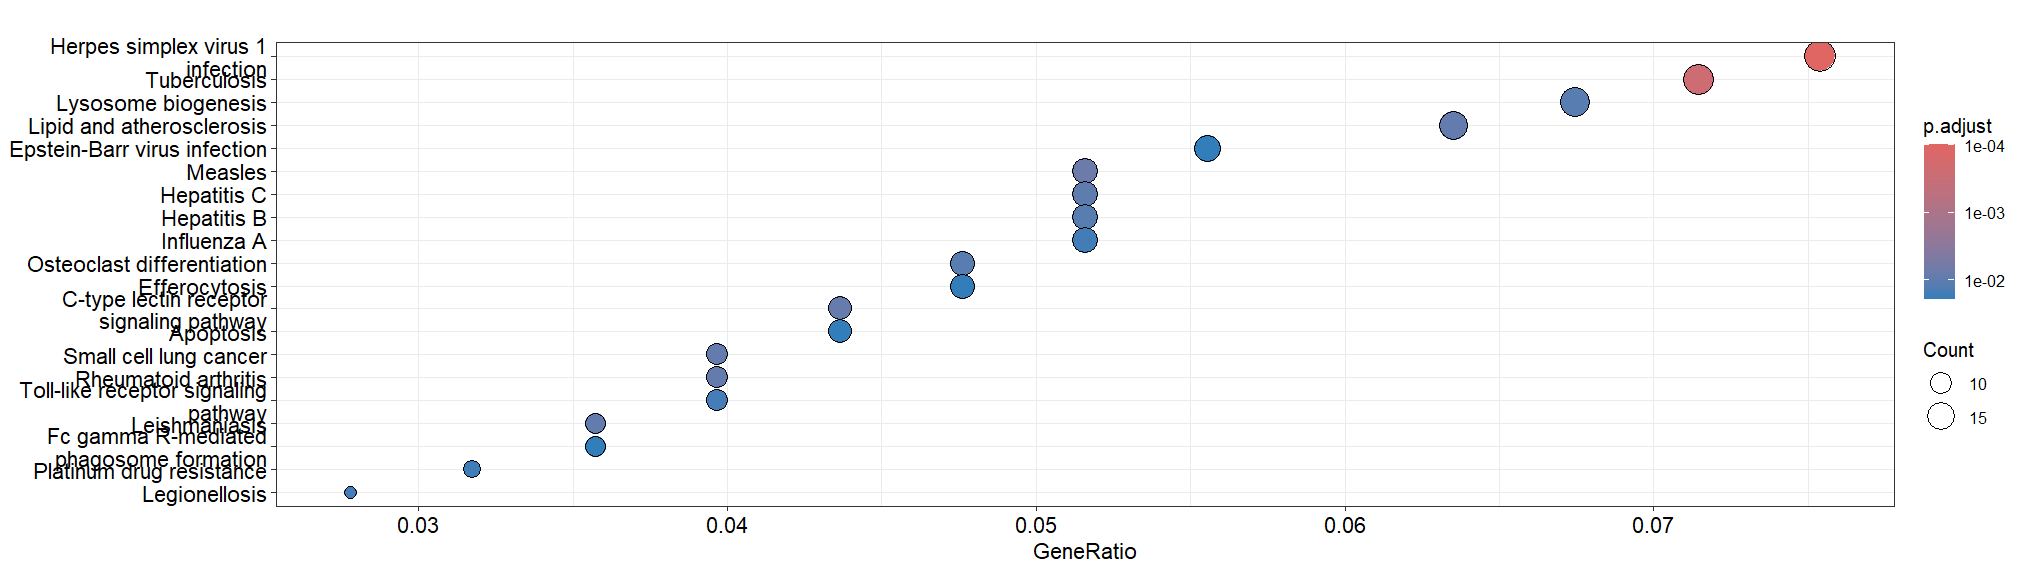 Herpes simplex virus 1
infection
Tuberculosis
Lysosome biogenesis
Lipid and atherosclerosis
Epstein-Barr virus infection
Measles
Hepatitis C
Hepatitis B
Influenza A
Osteoclast differentiation
Efferocytosis
C-type lectin receptor
signaling pathway
Apoptosis
Small cell lung cancer
Rheumatoid arthritis
Toll-like receptor signaling
pathway
Leishmaniasis
Fc gamma R-mediated
phagosome formation
Platinum drug resistance
Legionellosis
0.03
0.04
0.05
0.06
0.07
GeneRatio
p.adjust
1e-04
1e-03
1e-02
Count
10
15